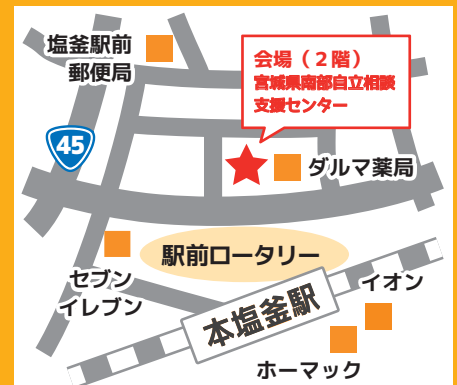 塩釜駅前
郵便局
会場（２階）
宮城県南部自立相談
支援センター
45
ダルマ薬局
駅前ロータリー
セブン
イレブン
イオン
本塩釜駅
ホーマック